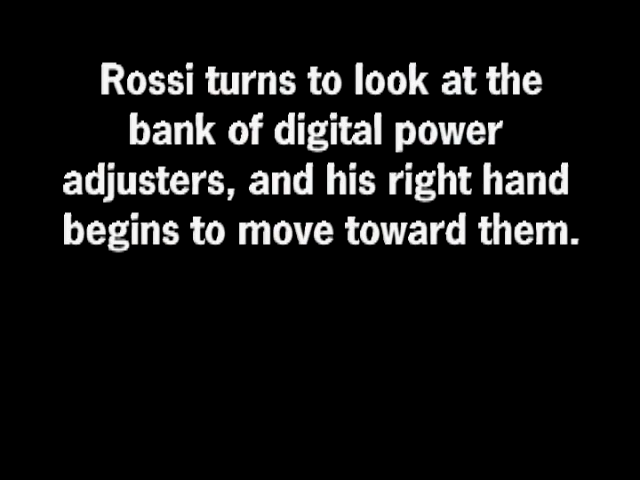 Rossi turns to look at the
bank of digital power
adjusters, and his right hand
begins to move toward them.